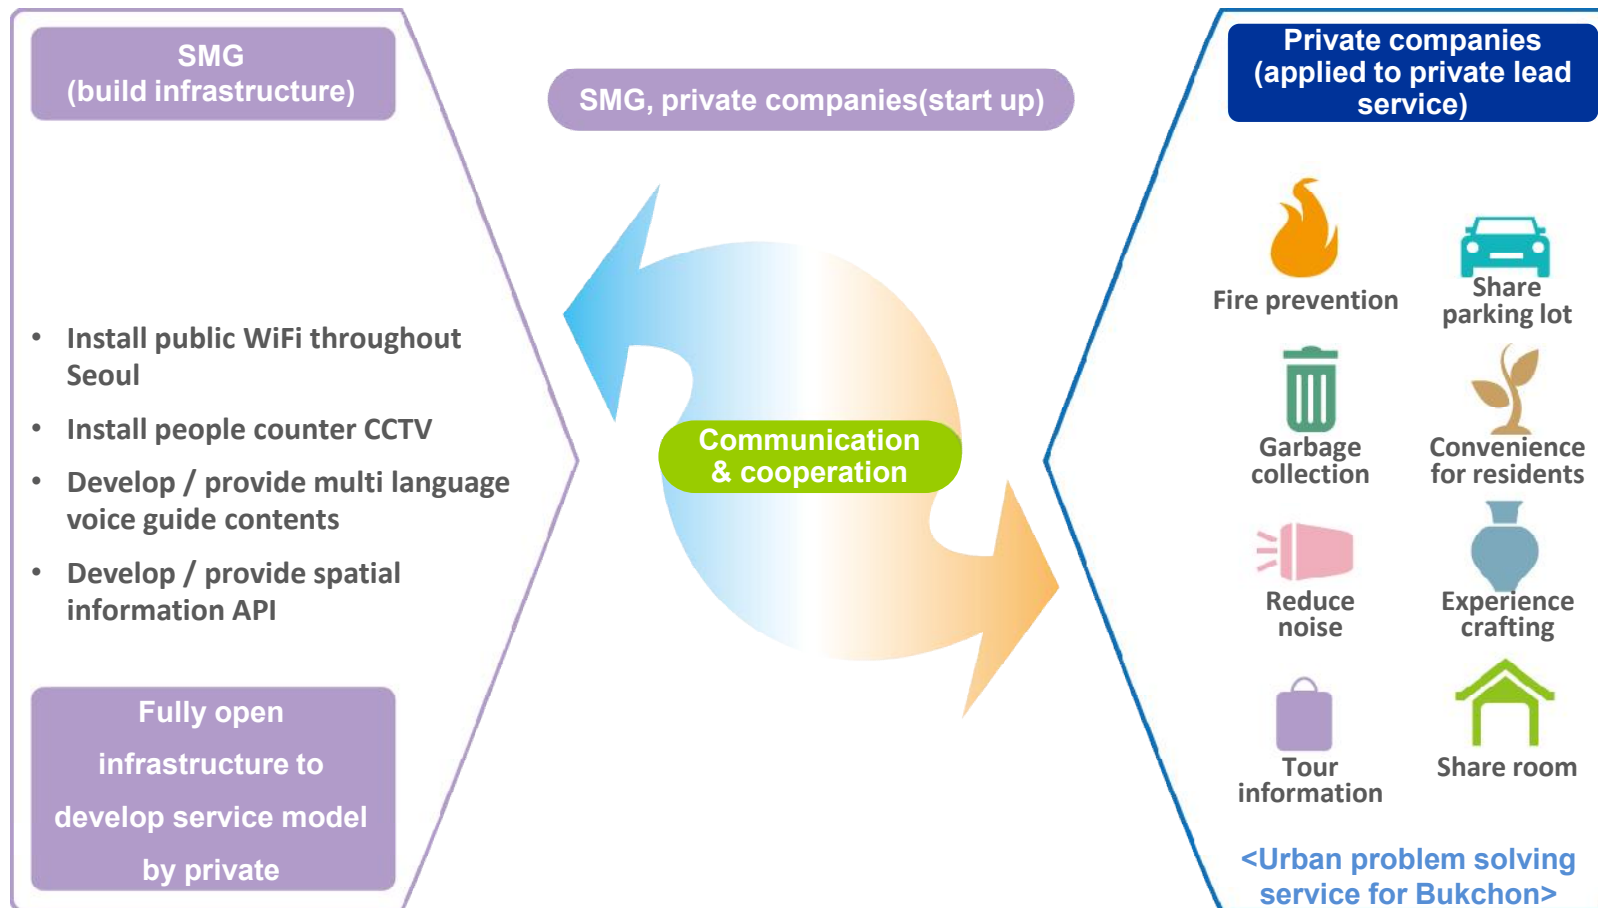 SMG
(build infrastructure)
• Install public WiFi throughout
Seoul
• Install people counter CCTV
• Develop / provide multi language
voice guide contents
• Develop / provide spatial
information API
Fully open
infrastructure to
develop service model
by private
SMG, private companies(start up)
Communication
& cooperation
Private companies
(applied to private lead
service)
Fire prevention
Share
parking lot
Garbage
collection
Convenience
for residents
Reduce
noise
Experience
crafting
Tour
information
Share room
<Urban problem solving
service for Bukchon>